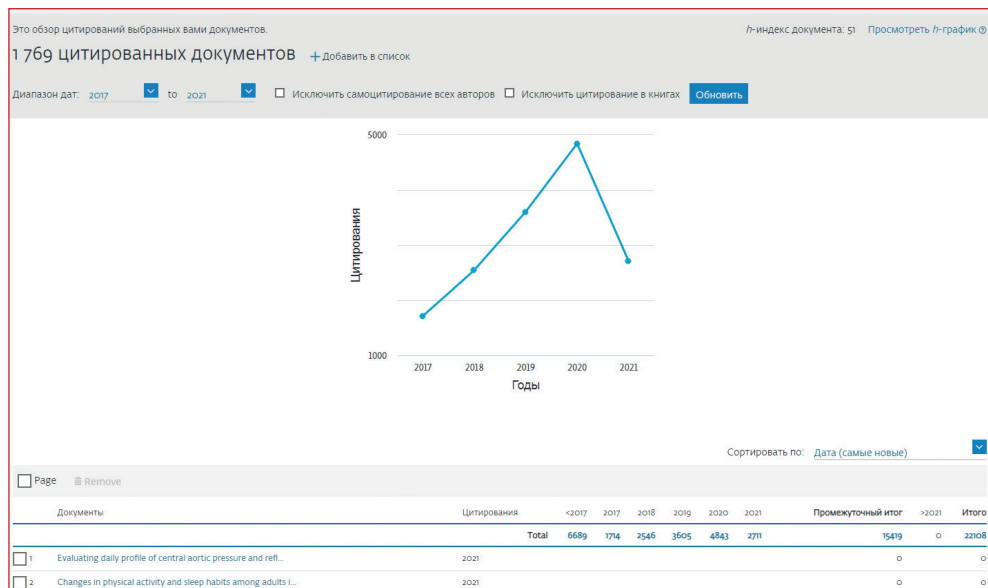 Это обзор цитирований выбранных вами документов.
h-индекс документа: 51 Просмотреть h-график
1 769 цитированных документов + Добавить в список
Диапазон дат: 2017 to 2021 Исключить самоцитирование всех авторов Исключить цитирование в книгах Обновить
5000
Цитирования
1000
2017 2018 2019 2020 2021
Годы
Сортировать по: Дата (самые новые)
Page Remove
Документы Цитирования <2017 2017 2018 2019 2020 2021 Промежуточный итог >2021 Итого
Total 6689 1714 2546 3605 4843 2711 15419 0 22108
1 Evaluating daily profile of central aortic pressure and refl... 2021 0 0
2 Changes in physical activity and sleep habits among adults i... 2021 0 0